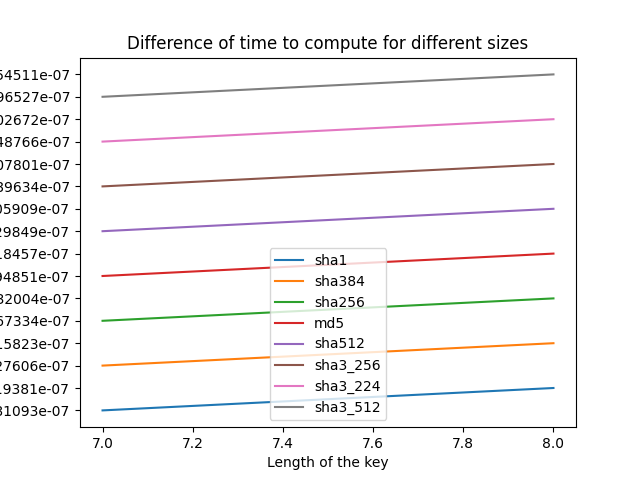 Difference of time to compute for different sizes
54511e-07
96527e-07
02672e-07
48766e-07
07801e-07
39634e-07
05909e-07
29849e-07
18457e-07
94851e-07
32004e-07
57334e-07
15823e-07
27606e-07
19381e-07
31093e-07
sha1
sha384
sha256
md5
sha512
sha3_256
sha3_224
sha3_512
7.0 7.2 7.4 7.6 7.8 8.0
Length of the key